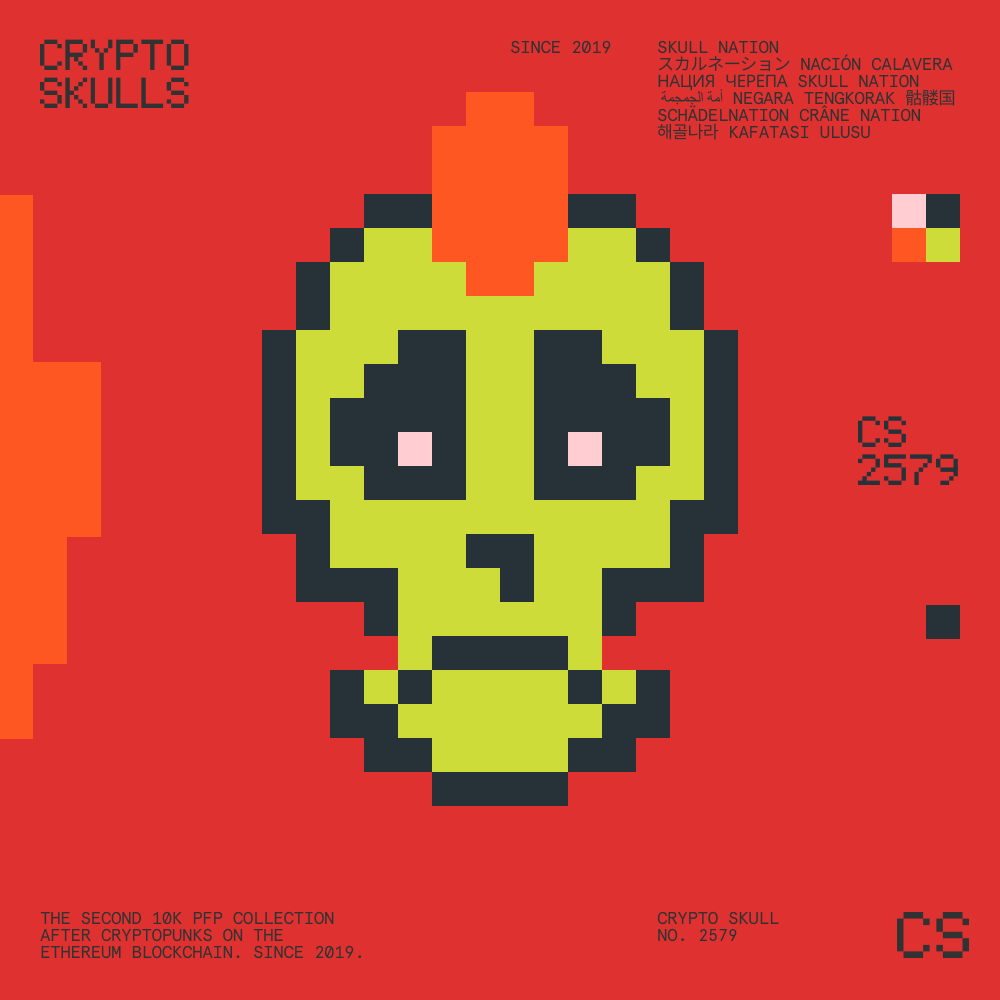 CRYPTO
SKULLS
SINCE 2019
SKULL NATION
スカルネーション NACIÓN CALAVERA
НАЦИЯ ЧЕРЕПА SKULL NATION
أمة الجمجمة NEGARA TENGKORAK 骷髅国
SCHÄDELNATION CRÂNE NATION
해골나라 KAFATASI ULUSU
CS
2579
THE SECOND 10K PFP COLLECTION
AFTER CRYPTOPUNKS ON THE
ETHEREUM BLOCKCHAIN. SINCE 2019.
CRYPTO SKULL
NO. 2579
CS